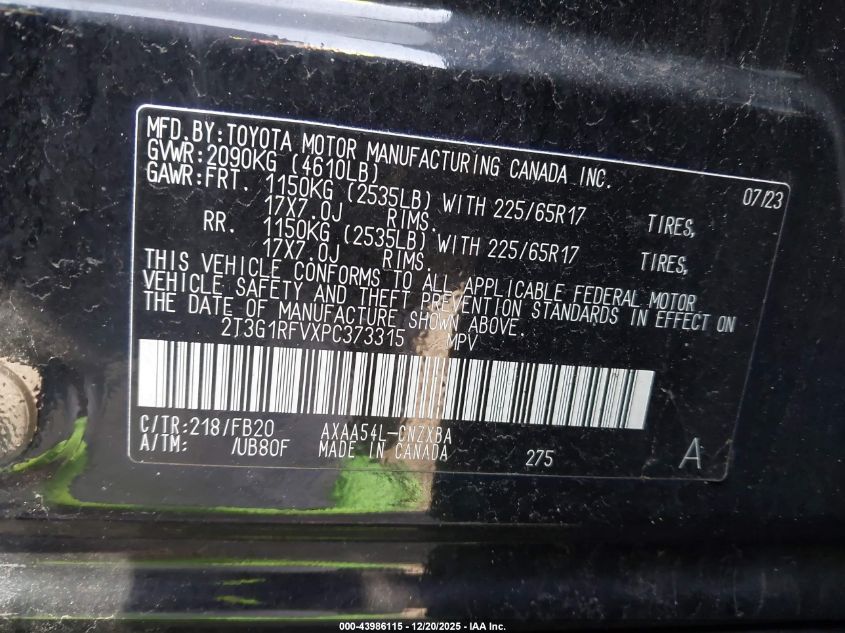 MFD.BY:TOYOTA MOTOR MANUFACTURING CANADA INC.
07/23
GVWR:2090KG (4610LB)
GAWR:FRT. 1150KG (2535LB) WITH 225/65R17 TIRES,
17X7.0J RIMS.
RR. 1150KG (2535LB) WITH 225/65R17 TIRES,
17X7.0J RIMS.
THIS VEHICLE CONFORMS TO ALL APPLICABLE FEDERAL MOTOR
VEHICLE SAFETY AND THEFT PREVENTION STANDARDS IN EFFECT ON
THE DATE OF MANUFACTURE SHOWN ABOVE.
2T3G1RFVXPC373315 MPV
C/TR:218/FB20 AXAA54L-CNZXBA
A/TM: /UB80F MADE IN CANADA 275 A
000-43986115 - 12/20/2025 - IAA Inc.